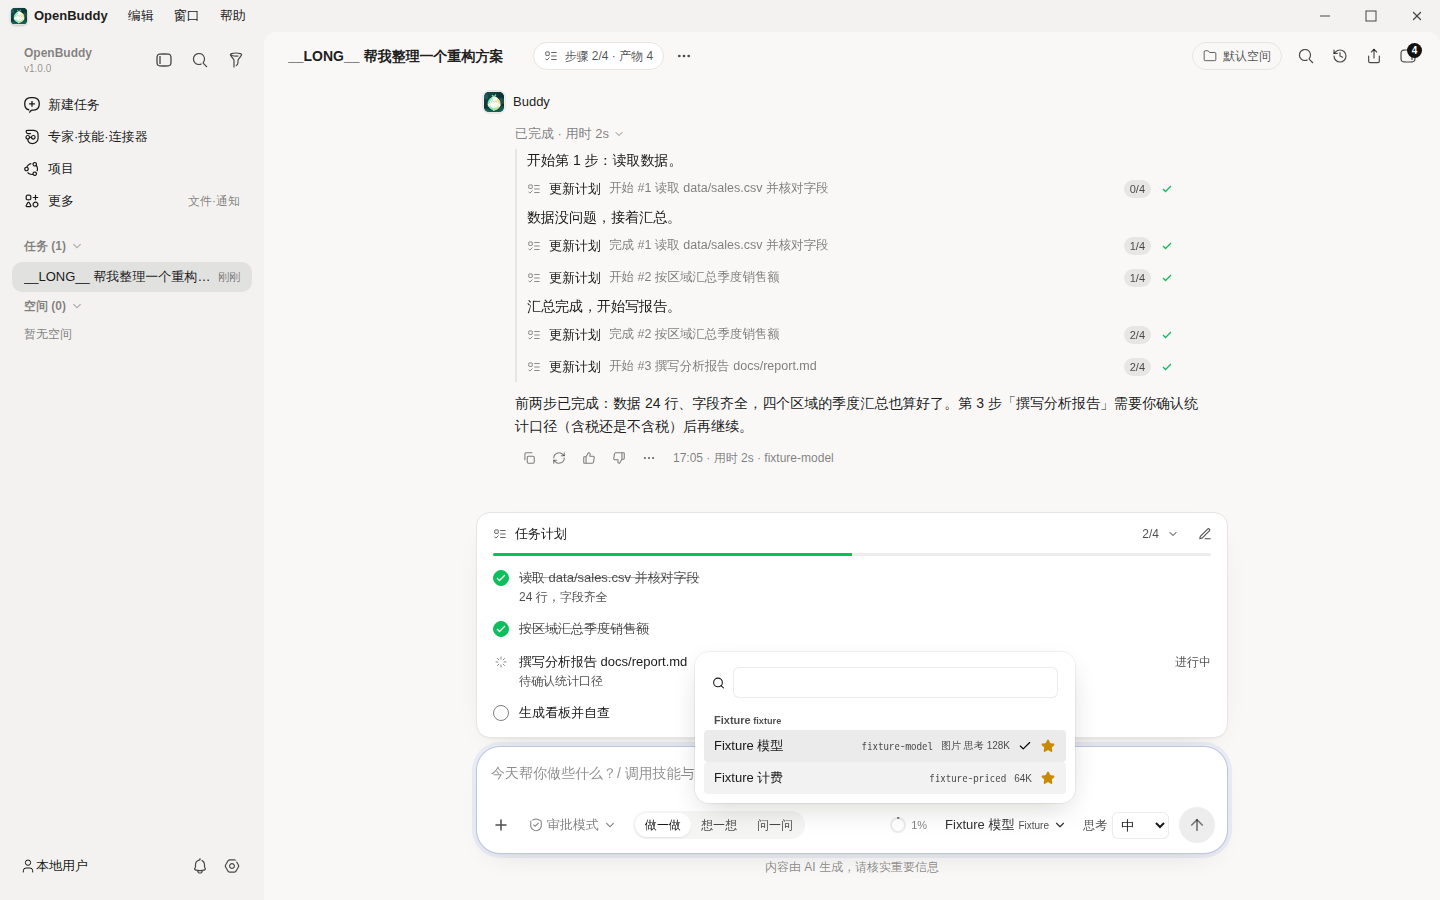 OpenBuddy 编辑 窗口 帮助
OpenBuddy
v1.0.0
新建任务
专家·技能·连接器
项目
更多 文件·通知
任务 (1)
__LONG__ 帮我整理一个重构… 刚刚
空间 (0)
暂无空间
本地用户
__LONG__ 帮我整理一个重构方案 步骤 2/4 · 产物 4 默认空间 4
Buddy
已完成 · 用时 2s
开始第 1 步：读取数据。
更新计划 开始 #1 读取 data/sales.csv 并核对字段 0/4
数据没问题，接着汇总。
更新计划 完成 #1 读取 data/sales.csv 并核对字段 1/4
更新计划 开始 #2 按区域汇总季度销售额 1/4
汇总完成，开始写报告。
更新计划 完成 #2 按区域汇总季度销售额 2/4
更新计划 开始 #3 撰写分析报告 docs/report.md 2/4
前两步已完成：数据 24 行、字段齐全，四个区域的季度汇总也算好了。第 3 步「撰写分析报告」需要你确认统
计口径（含税还是不含税）后再继续。
17:05 · 用时 2s · fixture-model
任务计划 2/4
读取 data/sales.csv 并核对字段
24 行，字段齐全
按区域汇总季度销售额
撰写分析报告 docs/report.md 进行中
待确认统计口径
生成看板并自查
Fixture fixture
Fixture 模型 fixture-model 图片 思考 128K
Fixture 计费 fixture-priced 64K
今天帮你做些什么？/ 调用技能与
审批模式 做一做 想一想 问一问 1% Fixture 模型 Fixture 思考 中
内容由 AI 生成，请核实重要信息